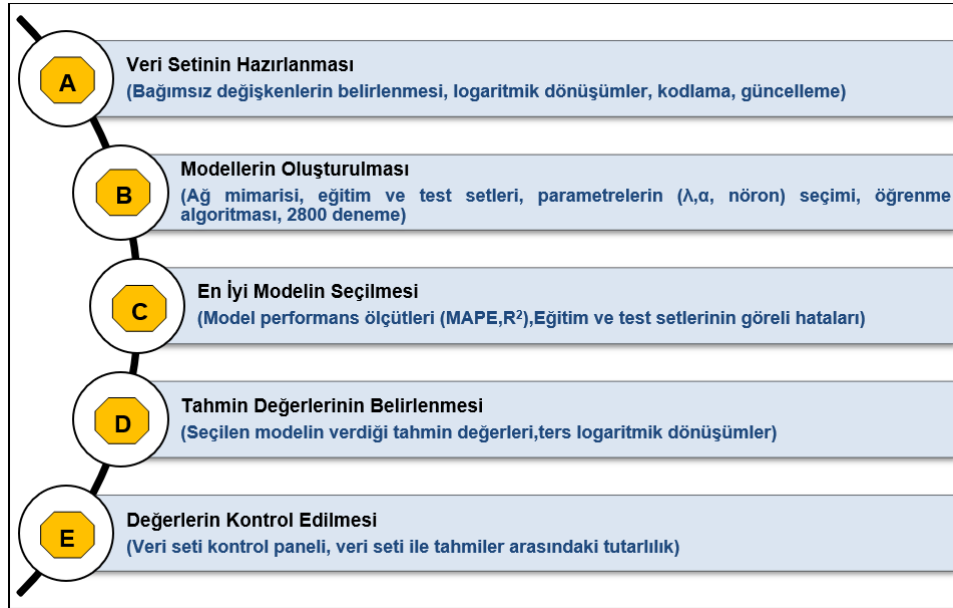 A
Veri Setinin Hazırlanması
(Bağımsız değişkenlerin belirlenmesi, logaritmik dönüşümler, kodlama, güncelleme)
B
Modellerin Oluşturulması
(Ağ mimarisi, eğitim ve test setleri, parametrelerin (λ,α, nöron) seçimi, öğrenme
algoritması, 2800 deneme)
C
En İyi Modelin Seçilmesi
(Model performans ölçütleri (MAPE,R²),Eğitim ve test setlerinin göreli hataları)
D
Tahmin Değerlerinin Belirlenmesi
(Seçilen modelin verdiği tahmin değerleri,ters logaritmik dönüşümler)
E
Değerlerin Kontrol Edilmesi
(Veri seti kontrol paneli, veri seti ile tahmiler arasındaki tutarlılık)